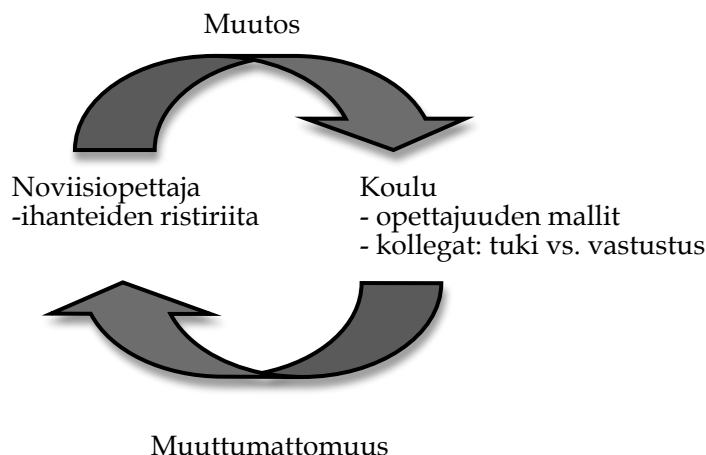 Muutos
Noviisiopettaja
-ihanteiden ristiriita
Koulu
- opettajuuden mallit
- kollegat: tuki vs. vastustus
Muuttumattomuus